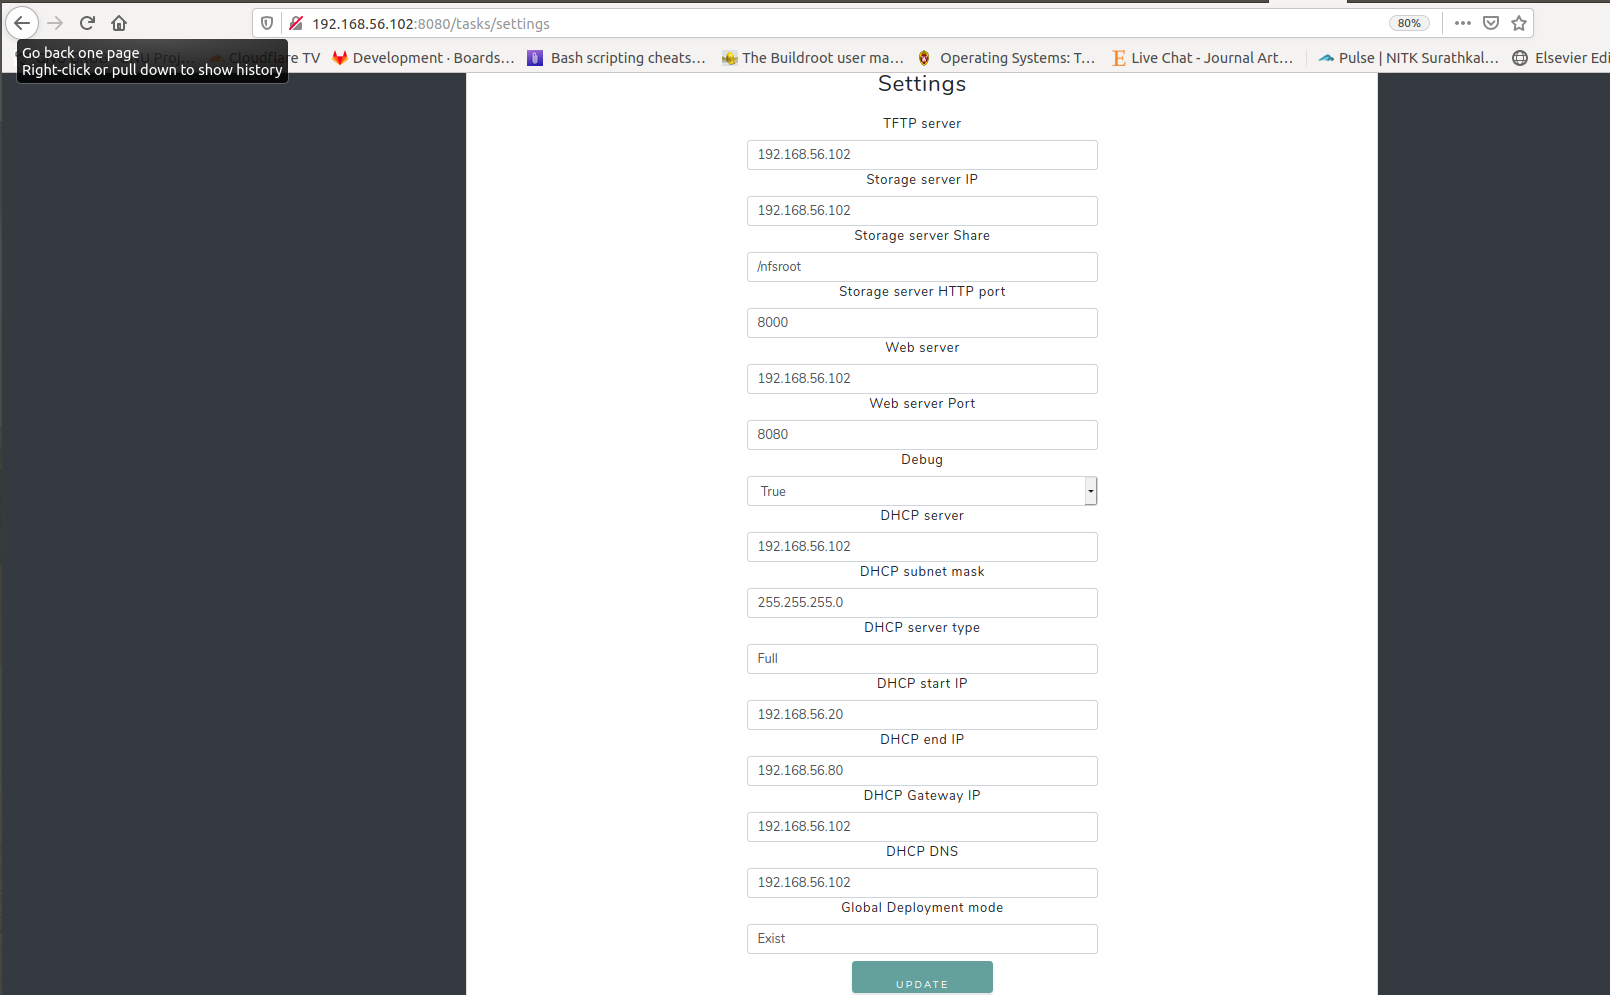 192.168.56.102:8080/tasks/settings
80%
Go back one page
Right-click or pull down to show history
Cloudflare TV
Development · Boards...
Bash scripting cheats...
The Buildroot user ma...
Operating Systems: T...
Live Chat - Journal Art...
Pulse | NITK Surathkal...
Elsevier Edi
Settings
TFTP server
192.168.56.102
Storage server IP
192.168.56.102
Storage server Share
/nfsroot
Storage server HTTP port
8000
Web server
192.168.56.102
Web server Port
8080
Debug
True
DHCP server
192.168.56.102
DHCP subnet mask
255.255.255.0
DHCP server type
Full
DHCP start IP
192.168.56.20
DHCP end IP
192.168.56.80
DHCP Gateway IP
192.168.56.102
DHCP DNS
192.168.56.102
Global Deployment mode
Exist
UPDATE